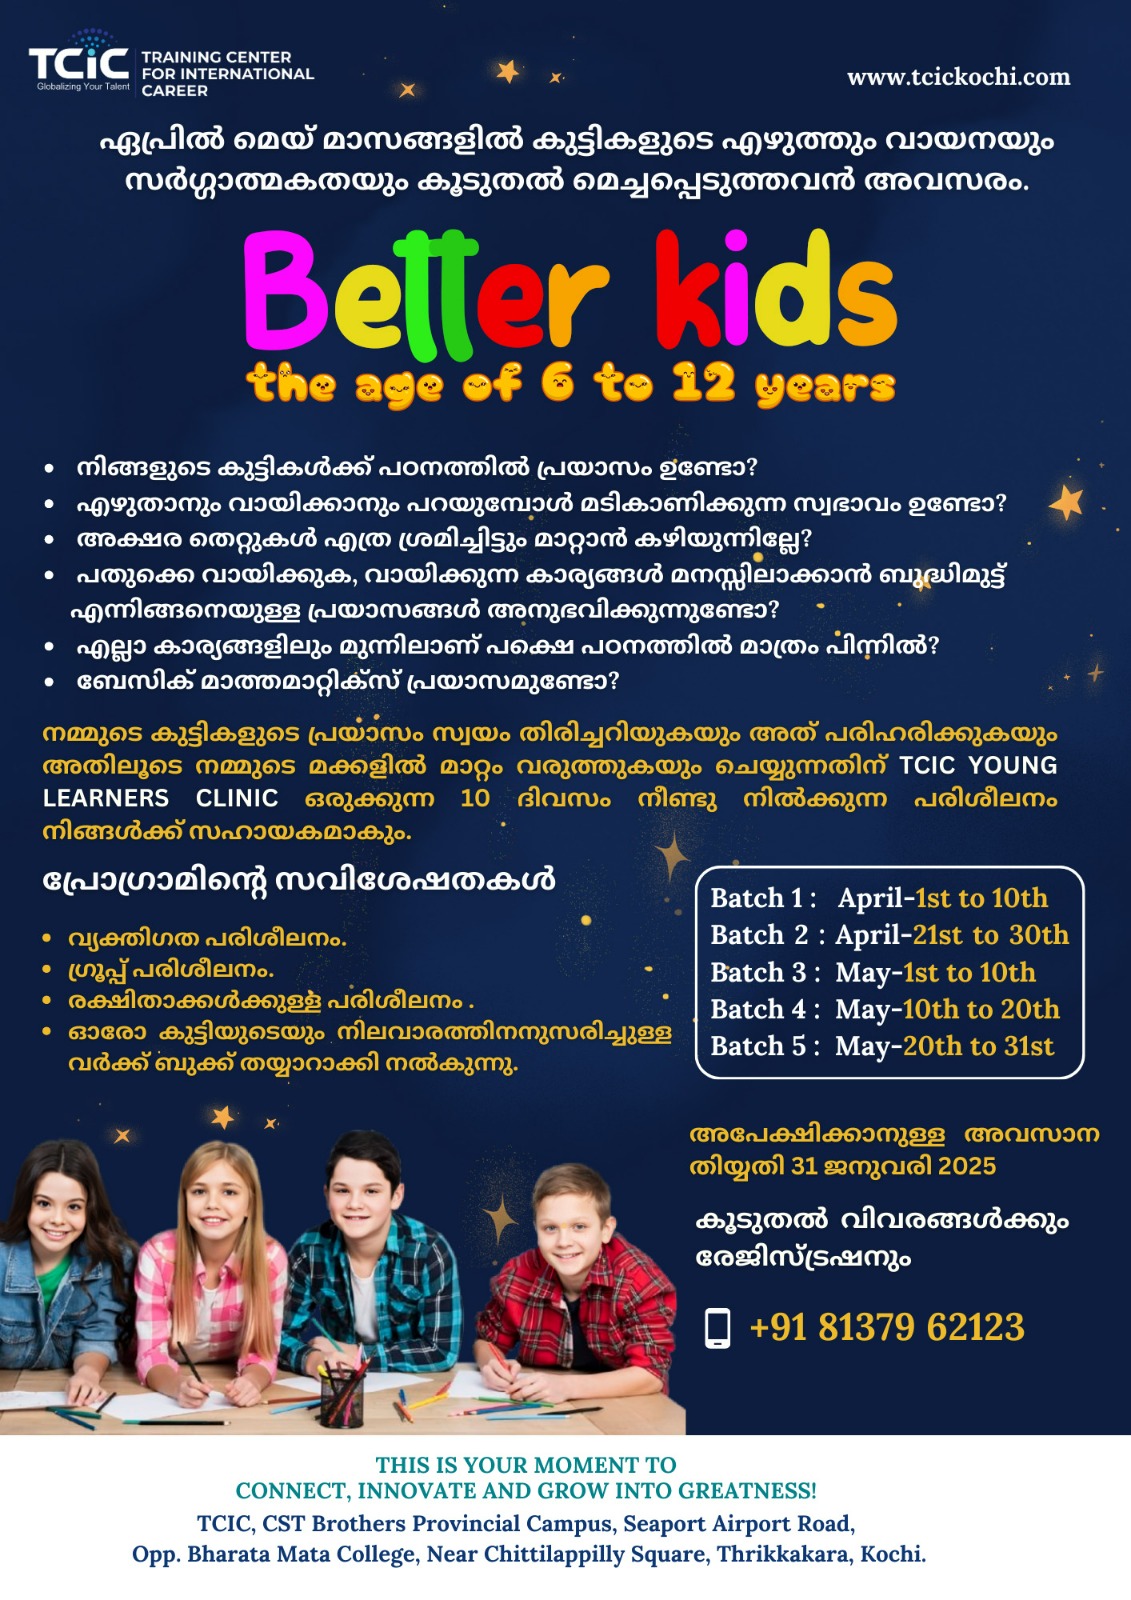 TCiC
Globalizing Your Talent
TRAINING CENTER
FOR INTERNATIONAL
CAREER
www.tcickochi.com
ഏപ്രിൽ മെയ് മാസങ്ങളിൽ കുട്ടികളുടെ എഴുത്തും വായനയും
സർഗ്ഗാത്മകതയും കൂടുതൽ മെച്ചപ്പെടുത്തവൻ അവസരം.
Better kids
the age of 6 to 12 years
• നിങ്ങളുടെ കുട്ടികൾക്ക് പഠനത്തിൽ പ്രയാസം ഉണ്ടോ?
• എഴുതാനും വായിക്കാനും പറയുമ്പോൾ മടികാണിക്കുന്ന സ്വഭാവം ഉണ്ടോ?
• അക്ഷര തെറ്റുകൾ എത്ര ശ്രമിച്ചിട്ടും മാറ്റാൻ കഴിയുന്നില്ലേ?
• പതുക്കെ വായിക്കുക, വായിക്കുന്ന കാര്യങ്ങൾ മനസ്സിലാക്കാൻ ബുദ്ധിമുട്ട്
എന്നിങ്ങനെയുള്ള പ്രയാസങ്ങൾ അനുഭവിക്കുന്നുണ്ടോ?
• എല്ലാ കാര്യങ്ങളിലും മുന്നിലാണ് പക്ഷെ പഠനത്തിൽ മാത്രം പിന്നിൽ?
• ബേസിക് മാത്തമാറ്റിക്സ് പ്രയാസമുണ്ടോ?
നമ്മുടെ കുട്ടികളുടെ പ്രയാസം സ്വയം തിരിച്ചറിയുകയും അത് പരിഹരിക്കുകയും
അതിലൂടെ നമ്മുടെ മക്കളിൽ മാറ്റം വരുത്തുകയും ചെയ്യുന്നതിന് TCIC YOUNG
LEARNERS CLINIC ഒരുക്കുന്ന 10 ദിവസം നീണ്ടു നിൽക്കുന്ന പരിശീലനം
നിങ്ങൾക്ക് സഹായകമാകും.
പ്രോഗ്രാമിന്റെ സവിശേഷതകൾ
• വ്യക്തിഗത പരിശീലനം.
• ഗ്രൂപ്പ് പരിശീലനം.
• രക്ഷിതാക്കൾക്കുള്ള പരിശീലനം .
• ഓരോ കുട്ടിയുടെയും നിലവാരത്തിനനുസരിച്ചുള്ള
വർക്ക് ബുക്ക് തയ്യാറാക്കി നൽകുന്നു.
Batch 1 : April-1st to 10th
Batch 2 : April-21st to 30th
Batch 3 : May-1st to 10th
Batch 4 : May-10th to 20th
Batch 5 : May-20th to 31st
അപേക്ഷിക്കാനുള്ള അവസാന
തിയ്യതി 31 ജനുവരി 2025
കൂടുതൽ വിവരങ്ങൾക്കും
രേജിസ്ട്രഷനും
+91 81379 62123
THIS IS YOUR MOMENT TO
CONNECT, INNOVATE AND GROW INTO GREATNESS!
TCIC, CST Brothers Provincial Campus, Seaport Airport Road,
Opp. Bharata Mata College, Near Chittilappilly Square, Thrikkakara, Kochi.